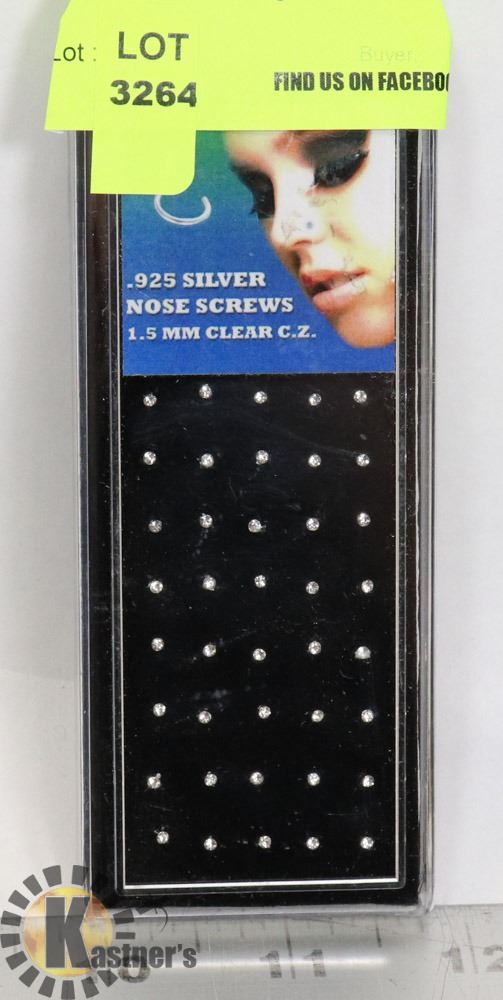 Lot : LOT
3264
Buyer:
FIND US ON FACEBOO
.925 SILVER
NOSE SCREWS
1.5 MM CLEAR C.Z.
Kastner's
11 12